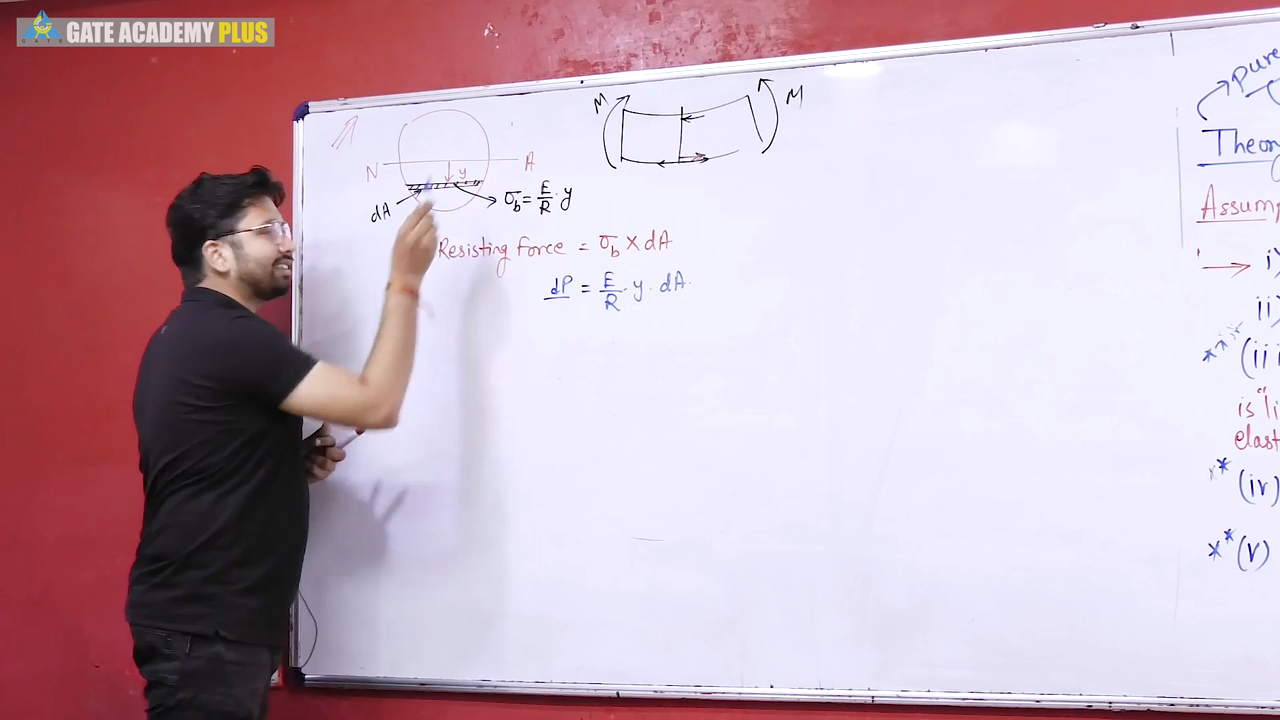 GATE ACADEMY PLUS
GATE
M M
N A
y
dA
σb = E/R · y
Resisting force = σb × dA
dP = E/R · y · dA.
Pure
Theor
Assum
i)
ii)
** (iii
is "li
elast
** (iv)
** (v)